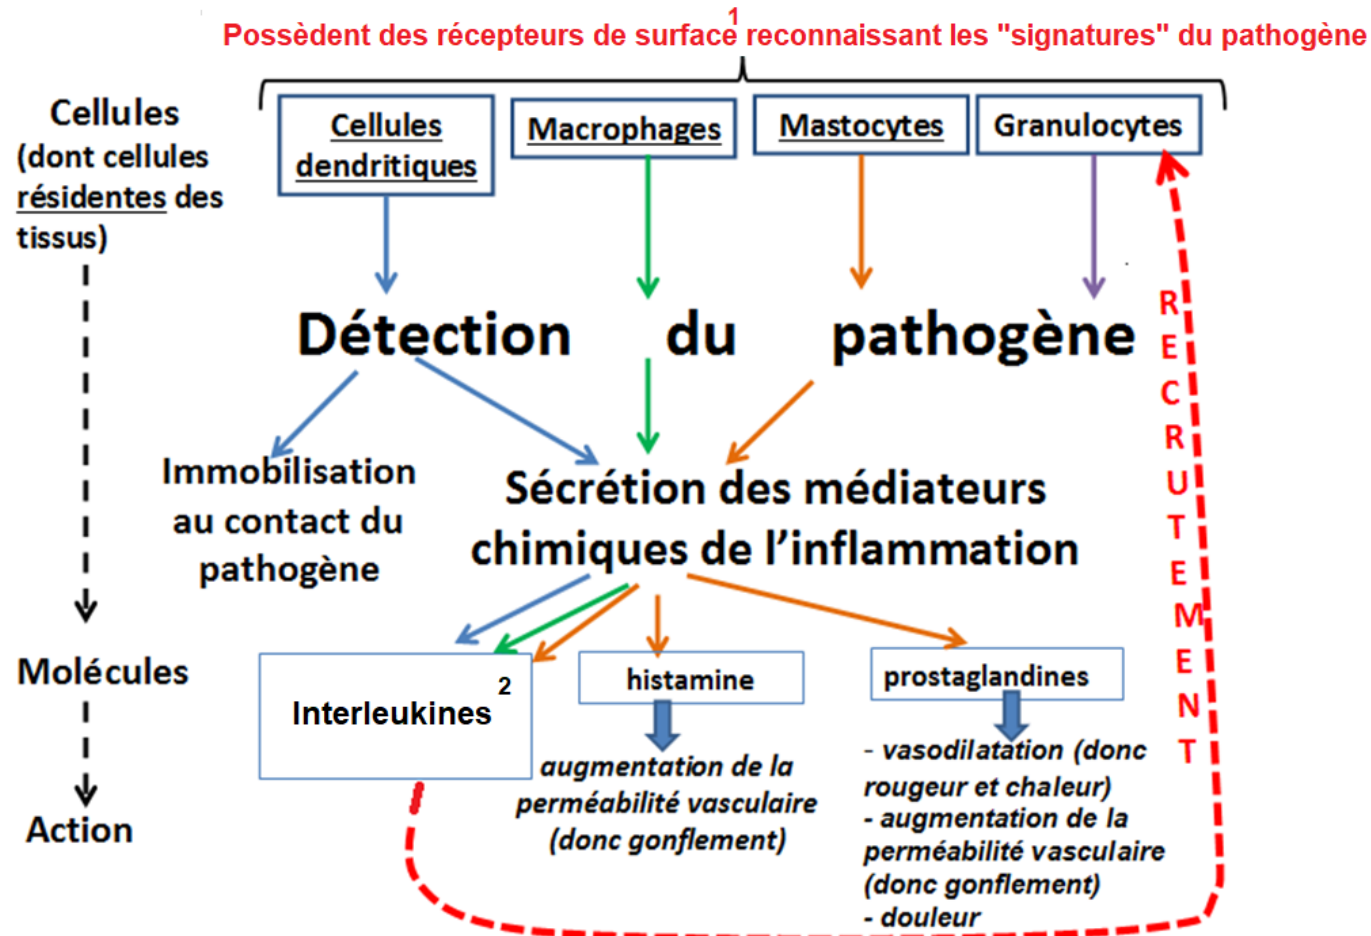 1
Possèdent des récepteurs de surface reconnaissant les "signatures" du pathogène
Cellules
(dont cellules
résidentes des
tissus)
Cellules
dendritiques
Macrophages
Mastocytes
Granulocytes
Détection du pathogène
RECRUTEMENT
Immobilisation
au contact du
pathogène
Sécrétion des médiateurs
chimiques de l'inflammation
Molécules
Interleukines 2
histamine
prostaglandines
Action
augmentation de la
perméabilité vasculaire
(donc gonflement)
- vasodilatation (donc
rougeur et chaleur)
- augmentation de la
perméabilité vasculaire
(donc gonflement)
- douleur